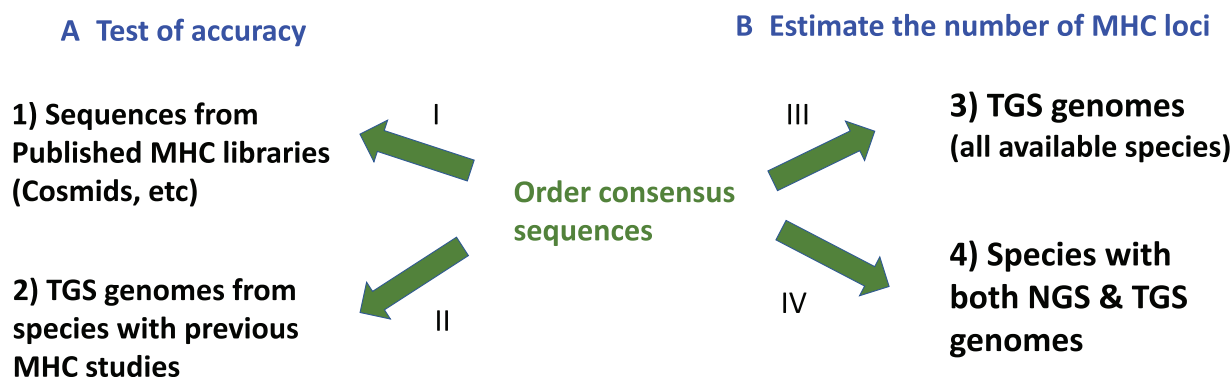 A Test of accuracy
1) Sequences from
Published MHC libraries
(Cosmids, etc)
I
2) TGS genomes from
species with previous
MHC studies
II
Order consensus
sequences
B Estimate the number of MHC loci
III
3) TGS genomes
(all available species)
IV
4) Species with
both NGS & TGS
genomes